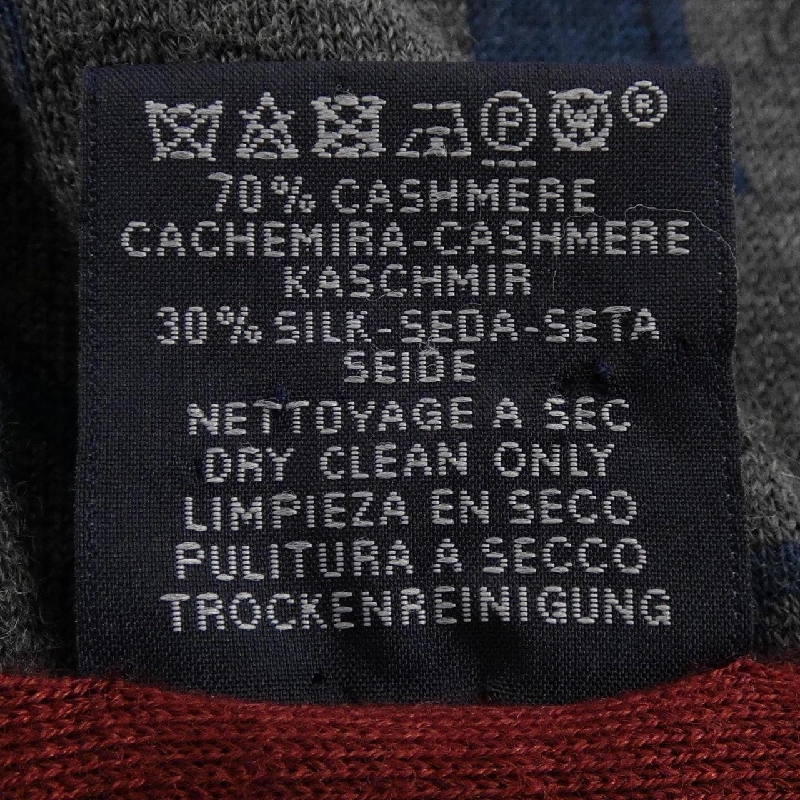 P W ®
70% CASHMERE
CACHEMIRA-CASHMERE
KASCHMIR
30% SILK-SEDA-SETA
SEIDE
NETTOYAGE A SEC
DRY CLEAN ONLY
LIMPIEZA EN SECO
PULITURA A SECCO
TROCKENREINIGUNG